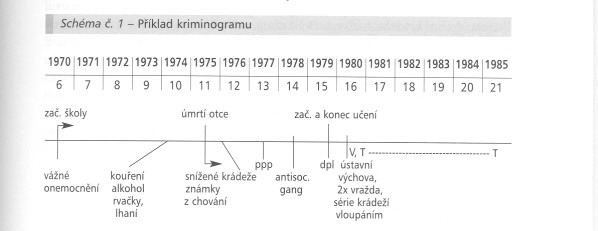 Schéma č. 1 – Příklad kriminogramu
1970 1971 1972 1973 1974 1975 1976 1977 1978 1979 1980 1981 1982 1983 1984 1985
6 7 8 9 10 11 12 13 14 15 16 17 18 19 20 21
zač. školy úmrtí otce zač. a konec učení
V, T T
vážné kouření snížené krádeže ppp antisoc. dpl ústavní
onemocnění alkohol známky gang výchova,
rvačky, z chování 2x vražda,
lhaní série krádeží
vloupáním